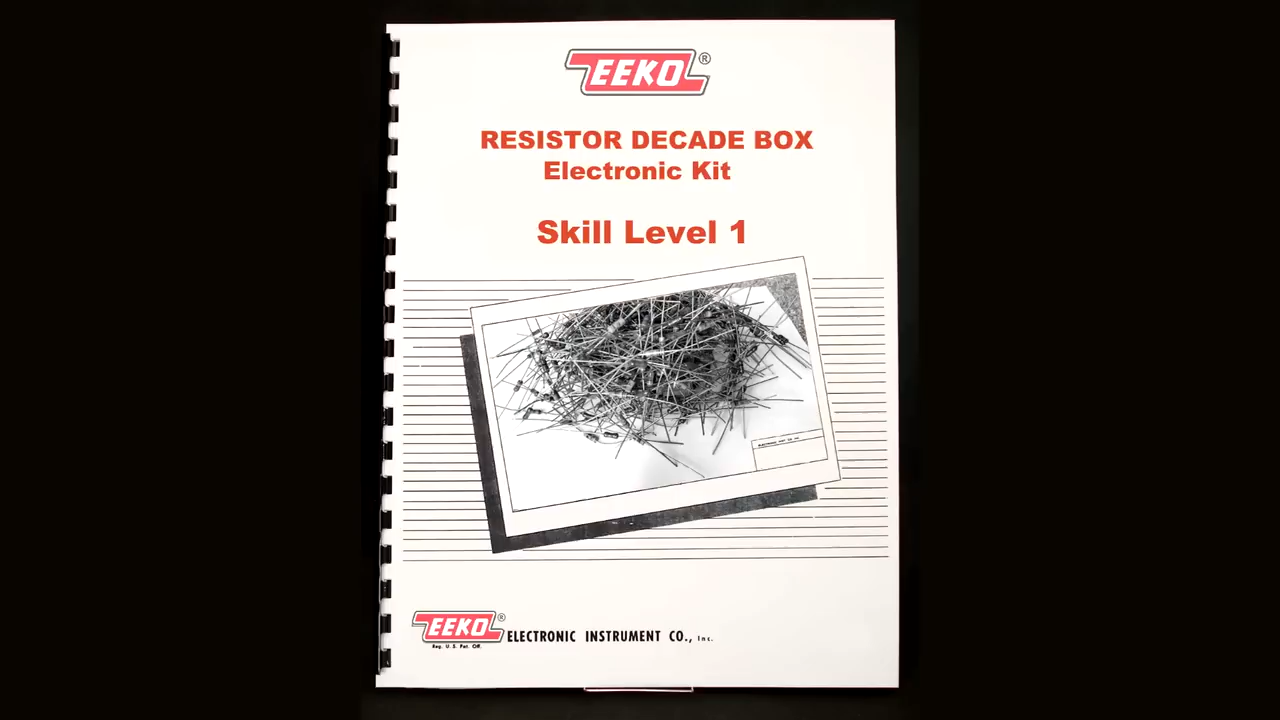 EEKO®
RESISTOR DECADE BOX
Electronic Kit
Skill Level 1
EEKO®
ELECTRONIC INSTRUMENT CO., Inc.
Reg. U.S. Pat. Off.